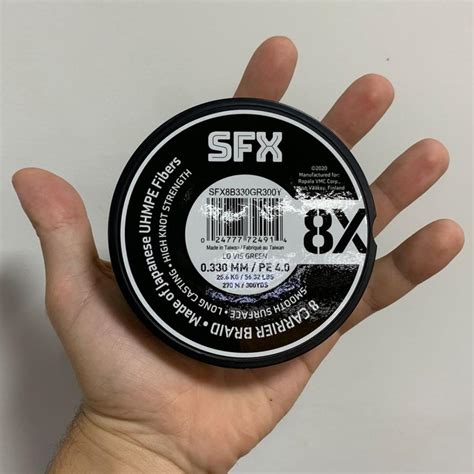 SFX
SFX8B330GR300Y
0 24777 72491 4
Made in Taiwan / Fabriqué au Taiwan
LO VIS GREEN
0.330 MM / PE 4.0
25.6 KG / 56.32 LBS
270 M / 300YDS
©2020
Manufactured for:
Rapala VMC Corp.,
Finland
8X
8 CARRIER BRAID • Made of Japanese UHMPE Fibers
SMOOTH SURFACE • LONG CASTING • HIGH KNOT STRENGTH